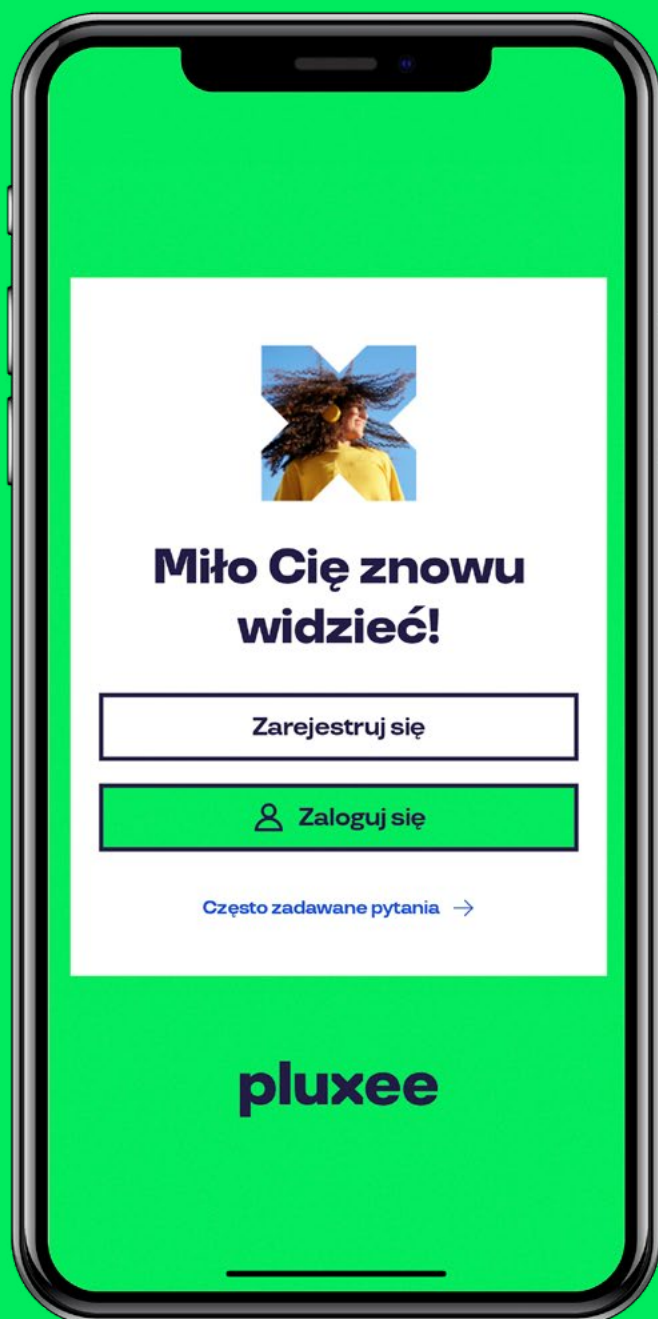 Miło Cię znowu
widzieć!
Zarejestruj się
Zaloguj się
Często zadawane pytania →
pluxee